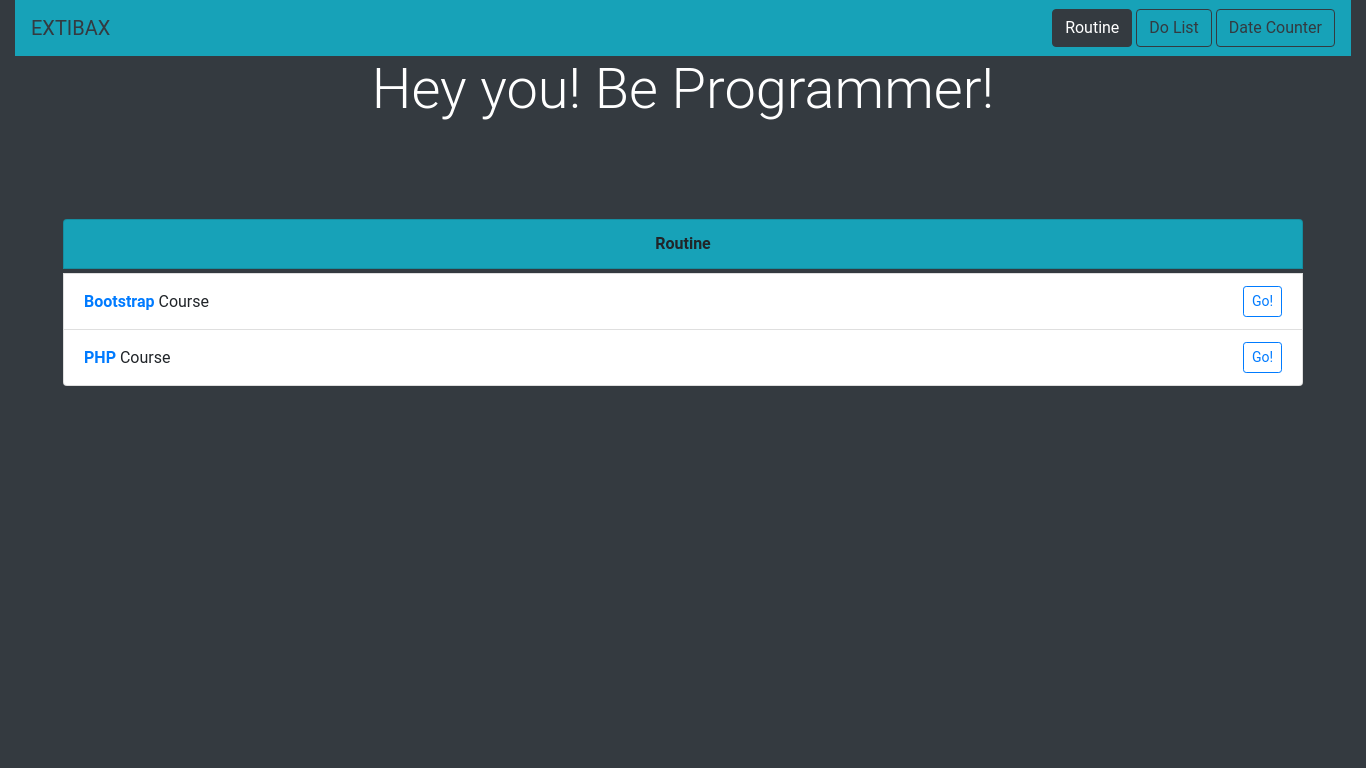 EXTIBAX Routine Do List Date Counter
Hey you! Be Programmer!
Routine
Bootstrap Course Go!
PHP Course Go!